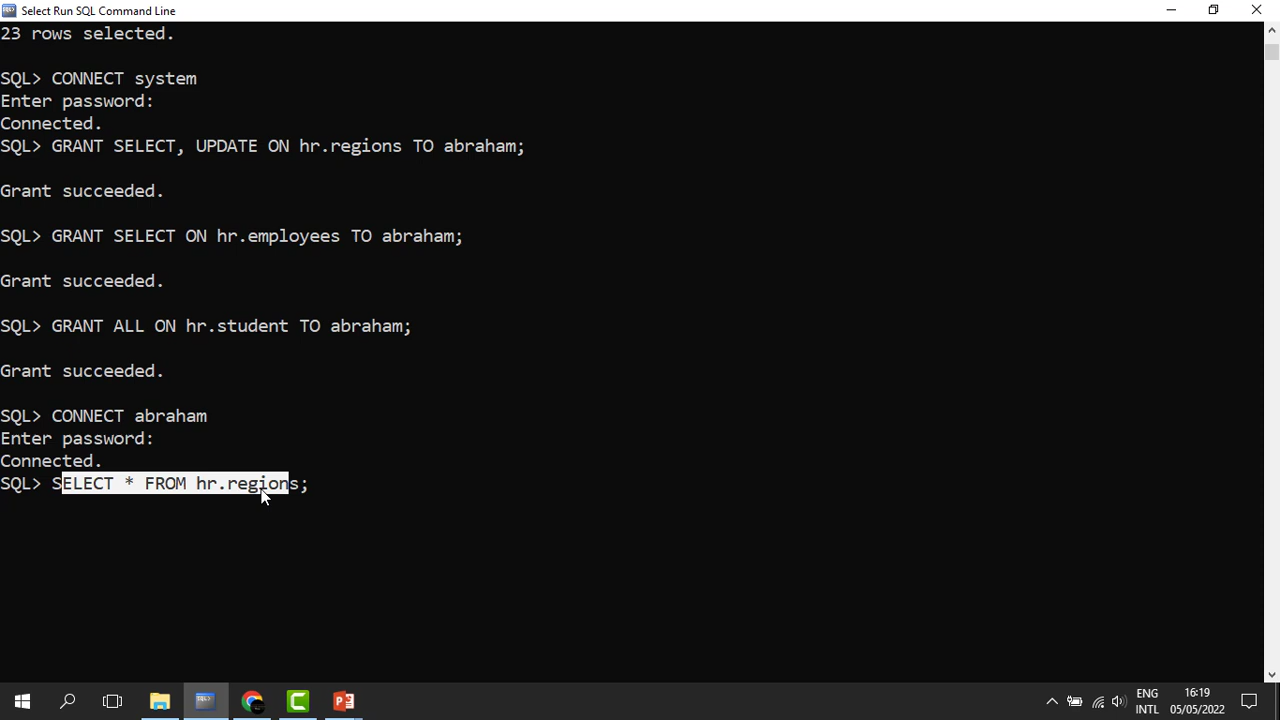 Select Run SQL Command Line
23 rows selected.
SQL> CONNECT system
Enter password:
Connected.
SQL> GRANT SELECT, UPDATE ON hr.regions TO abraham;
Grant succeeded.
SQL> GRANT SELECT ON hr.employees TO abraham;
Grant succeeded.
SQL> GRANT ALL ON hr.student TO abraham;
Grant succeeded.
SQL> CONNECT abraham
Enter password:
Connected.
SQL> SELECT * FROM hr.regions;
ENG
INTL
16:19
05/05/2022